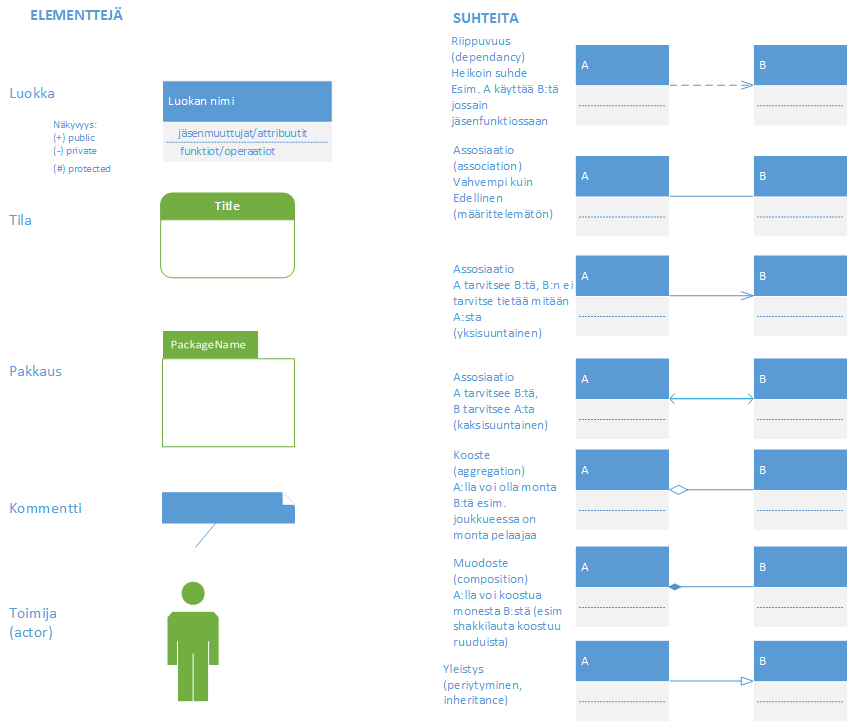 ELEMENTTEJÄ
Luokka
Luokan nimi
jäsenmuuttujat/attribuutit
funktiot/operaatiot
Näkyvyys:
(+) public
(-) private
(#) protected
Tila
Title
Pakkaus
PackageName
Kommentti
Toimija
(actor)
SUHTEITA
Riippuvuus
(dependancy)
Heikoin suhde
Esim. A käyttää B:tä
jossain
jäsenfunktiossaan
A
B
Assosiaatio
(association)
Vahvempi kuin
Edellinen
(määrittelemätön)
A
B
Assosiaatio
A tarvitsee B:tä, B:n ei
tarvitse tietää mitään
A:sta
(yksisuuntainen)
A
B
Assosiaatio
A tarvitsee B:tä,
B tarvitsee A:ta
(kaksisuuntainen)
A
B
Kooste
(aggregation)
A:lla voi olla monta
B:tä esim.
joukkueessa on
monta pelaajaa
A
B
Muodoste
(composition)
A:lla voi koostua
monesta B:stä (esim
shakkilauta koostuu
ruuduista)
A
B
Yleistys
(periytyminen,
inheritance)
A
B